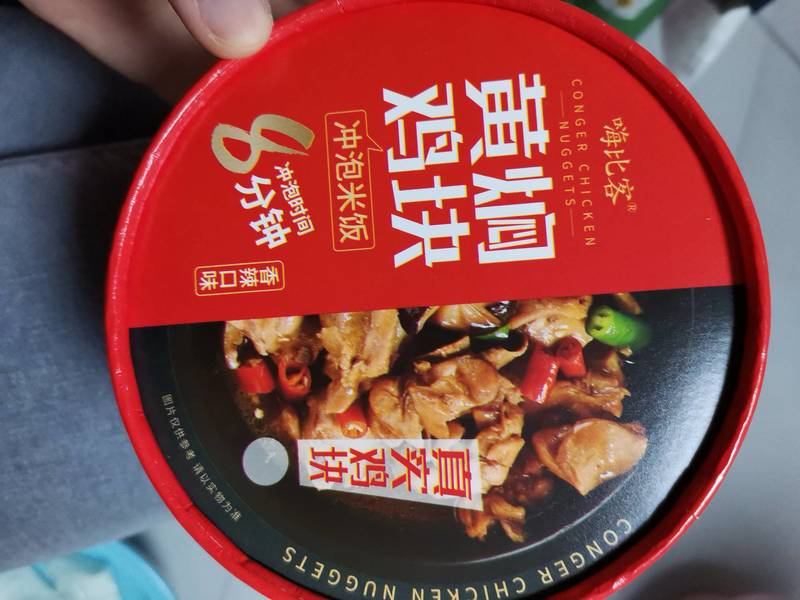 嗨比客®
CONGER CHICKEN
NUGGETS
黄焖
鸡块
冲泡米饭
冲泡时间
8分钟
香辣
口味
真实鸡
块
图片仅供参考 请以实物为准
CONGER CHICKEN NUGGETS